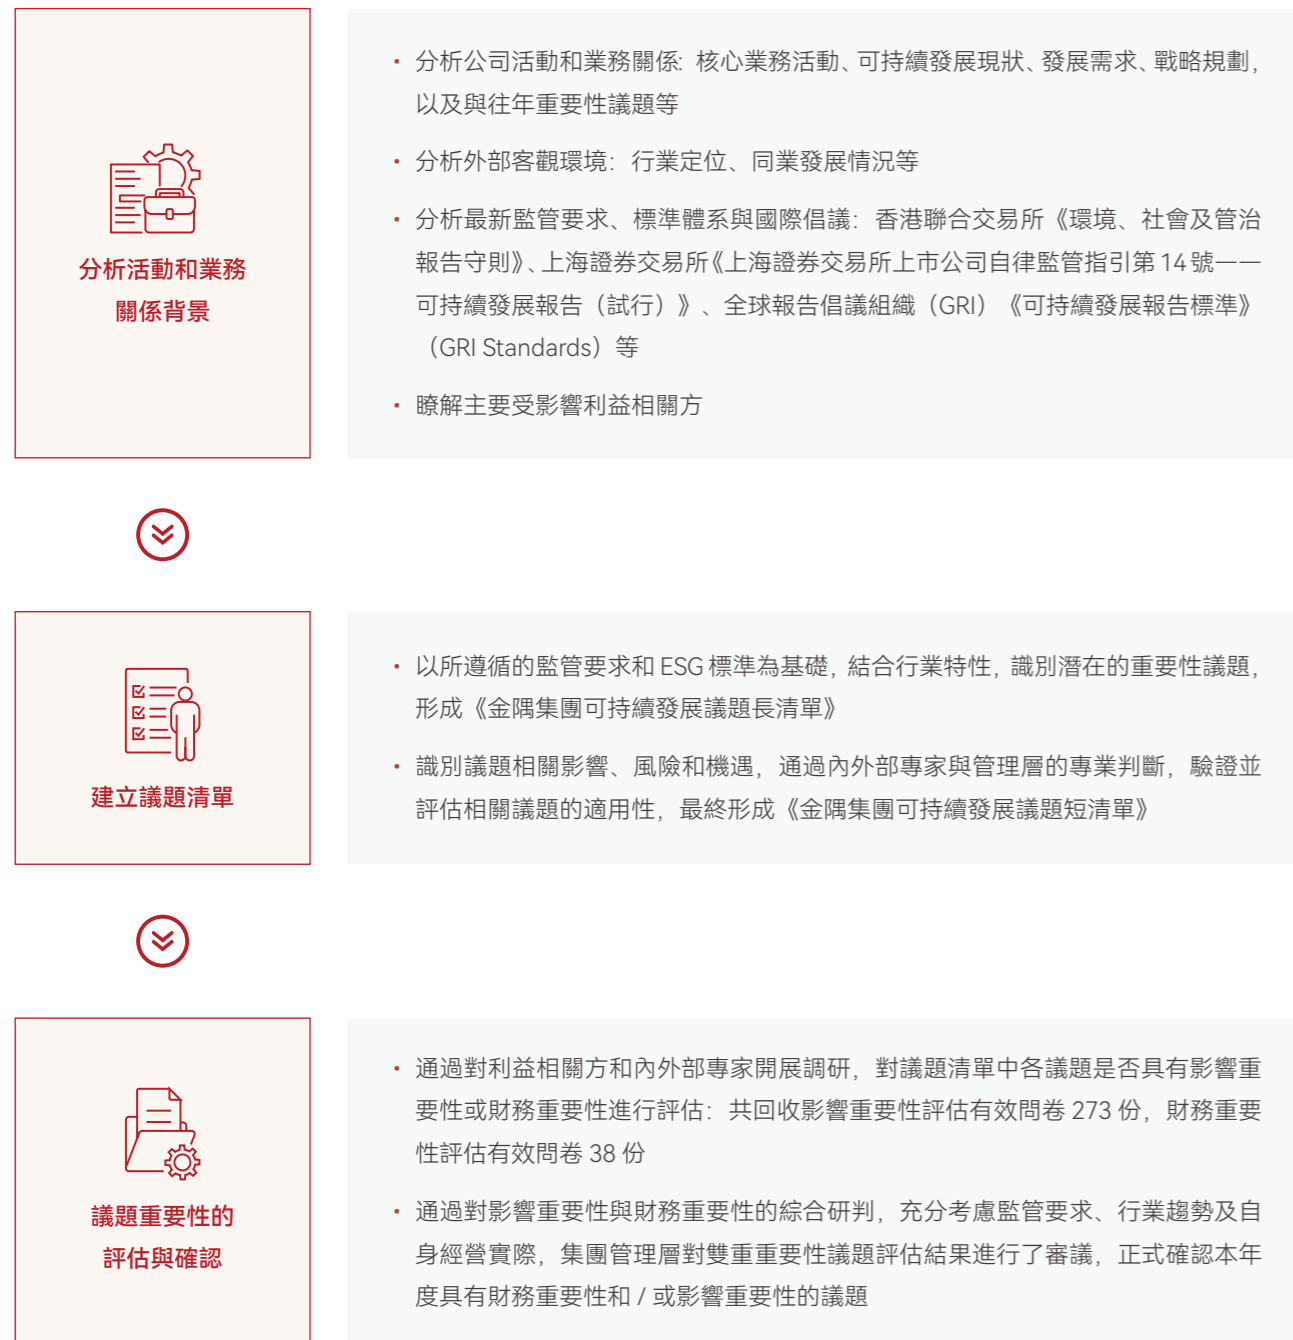 分析活動和業務
關係背景
• 分析公司活動和業務關係：核心業務活動、可持續發展現狀、發展需求、戰略規劃，
以及與往年重要性議題等
• 分析外部客觀環境：行業定位、同業發展情況等
• 分析最新監管要求、標準體系與國際倡議：香港聯合交易所《環境、社會及管治
報告守則》、上海證券交易所《上海證券交易所上市公司自律監管指引第 14 號——
可持續發展報告（試行）》、全球報告倡議組織（GRI）《可持續發展報告標準》
（GRI Standards）等
• 瞭解主要受影響利益相關方
建立議題清單
• 以所遵循的監管要求和 ESG 標準為基礎，結合行業特性，識別潛在的重要性議題，
形成《金隅集團可持續發展議題長清單》
• 識別議題相關影響、風險和機遇，通過內外部專家與管理層的專業判斷，驗證並
評估相關議題的適用性，最終形成《金隅集團可持續發展議題短清單》
議題重要性的
評估與確認
• 通過對利益相關方和內外部專家開展調研，對議題清單中各議題是否具有影響重
要性或財務重要性進行評估：共回收影響重要性評估有效問卷 273 份，財務重要
性評估有效問卷 38 份
• 通過對影響重要性與財務重要性的綜合研判，充分考慮監管要求、行業趨勢及自
身經營實際，集團管理層對雙重重要性議題評估結果進行了審議，正式確認本年
度具有財務重要性和 / 或影響重要性的議題